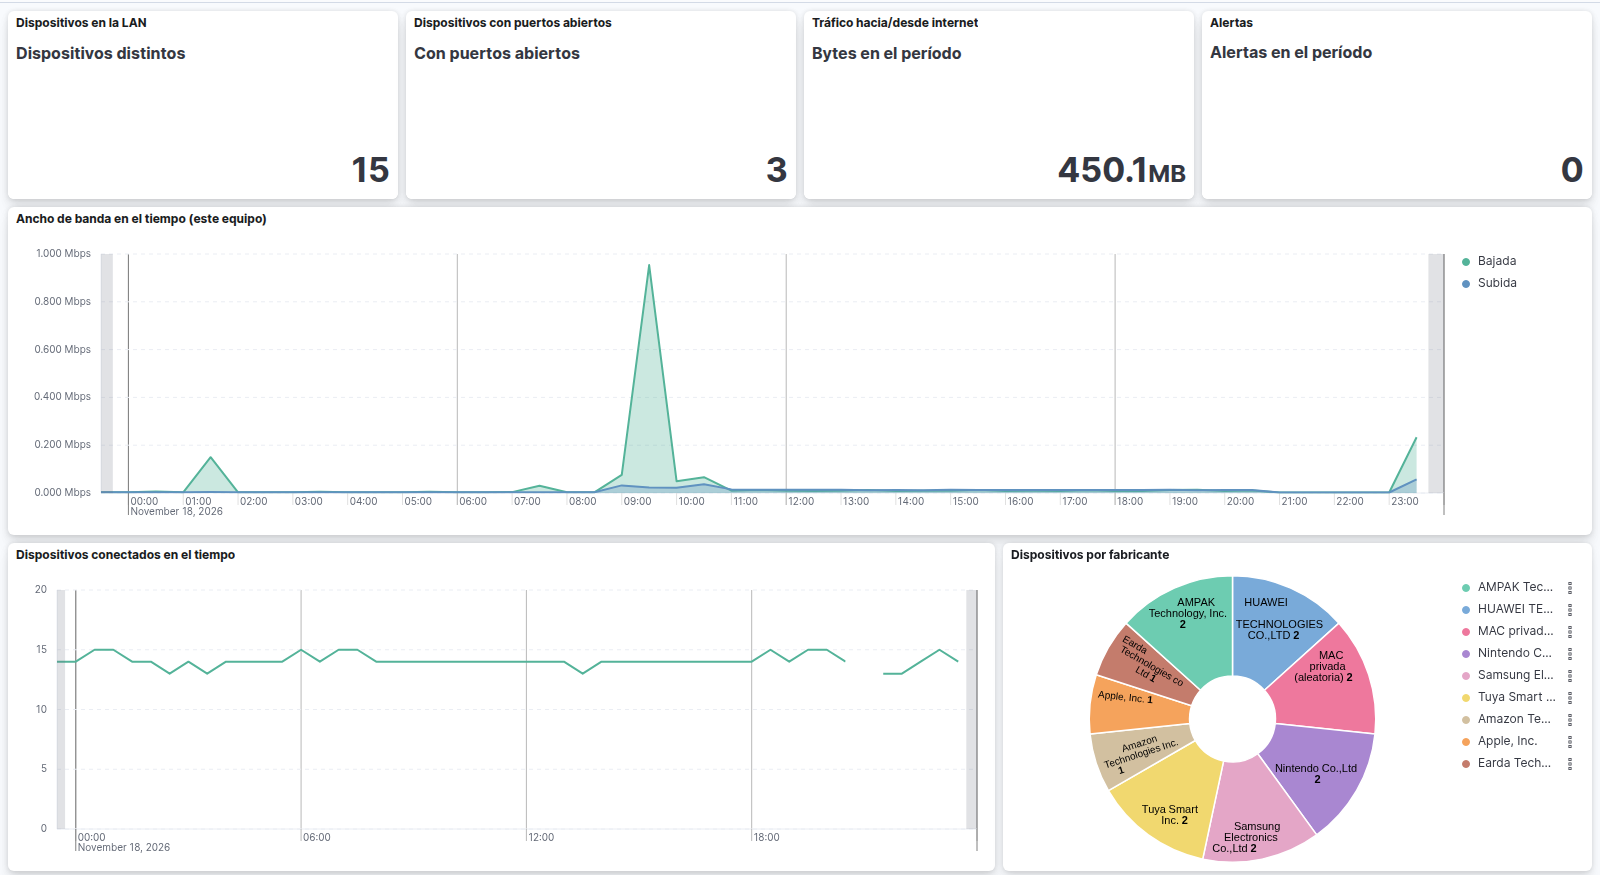 Dispositivos en la LAN
Dispositivos distintos
15
Dispositivos con puertos abiertos
Con puertos abiertos
3
Tráfico hacia/desde internet
Bytes en el período
450.1MB
Alertas
Alertas en el período
0
Ancho de banda en el tiempo (este equipo)
1.000 Mbps
0.800 Mbps
0.600 Mbps
0.400 Mbps
0.200 Mbps
0.000 Mbps
00:00 01:00 02:00 03:00 04:00 05:00 06:00 07:00 08:00 09:00 10:00 11:00 12:00 13:00 14:00 15:00 16:00 17:00 18:00 19:00 20:00 21:00 22:00 23:00
November 18, 2026
Bajada
Subida
Dispositivos conectados en el tiempo
20
15
10
5
0
00:00 06:00 12:00 18:00
November 18, 2026
Dispositivos por fabricante
AMPAK
Technology, Inc.
2
HUAWEI
TECHNOLOGIES
CO.,LTD 2
MAC
privada
(aleatoria) 2
Nintendo Co.,Ltd
2
Samsung
Electronics
Co.,Ltd 2
Tuya Smart
Inc. 2
Amazon
Technologies Inc.
1
Apple, Inc. 1
Earda
Technologies co
Ltd 1
AMPAK Tec...
HUAWEI TE...
MAC privad...
Nintendo C...
Samsung El...
Tuya Smart ...
Amazon Te...
Apple, Inc.
Earda Tech...